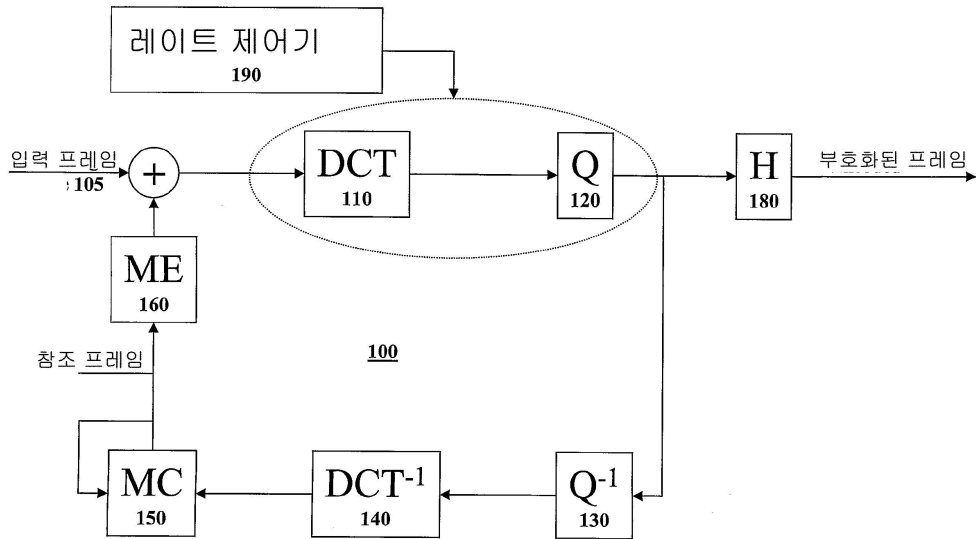 레이트 제어기
190
입력 프레임
105
+
DCT
110
Q
120
H
180
부호화된 프레임
ME
160
참조 프레임
100
MC
150
DCT-1
140
Q-1
130